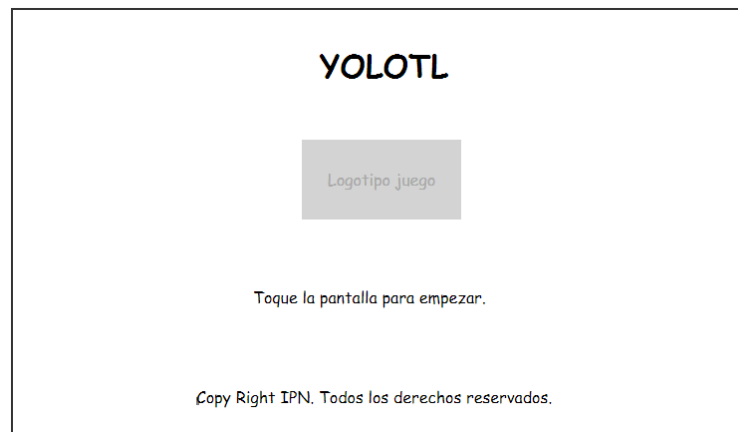 YOLOTL
Logotipo juego
Toque la pantalla para empezar.
Copy Right IPN. Todos los derechos reservados.